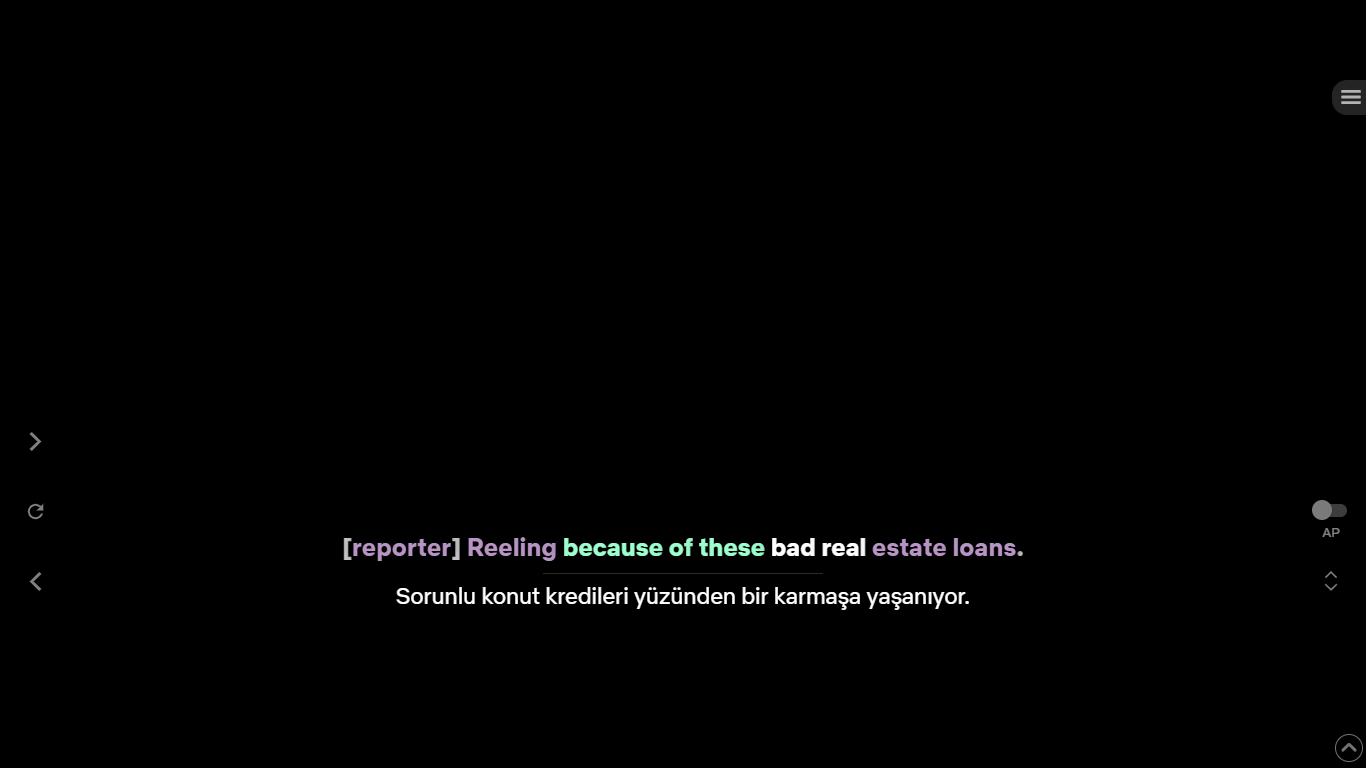 [reporter] Reeling because of these bad real estate loans.
Sorunlu konut kredileri yüzünden bir karmaşa yaşanıyor.
AP